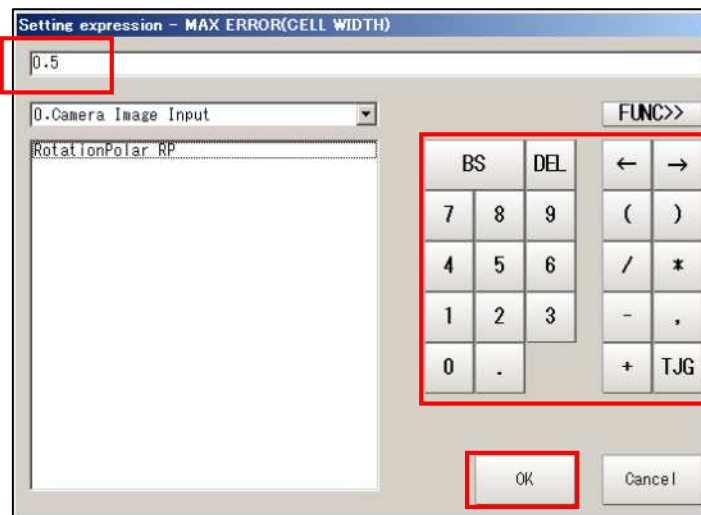 Setting expression - MAX ERROR(CELL WIDTH)
0.5
0.Camera Image Input
FUNC>>
RotationPolar RP
BS DEL ← →
7 8 9 ( )
4 5 6 / *
1 2 3 - ,
0 . + TJG
OK Cancel